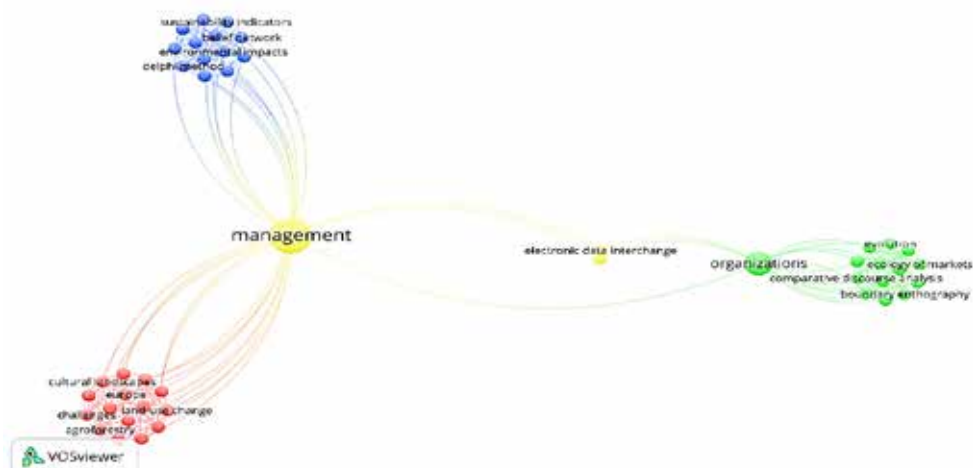 sustainability indicators
belief network
environmental impacts
delphi method
management
electronic data interchange
organizations
evolution
ecology of markets
comparative discourse analysis
boundary enthography
cultural landscapes
europe
challenges
land-use change
agroforestry
VOSviewer